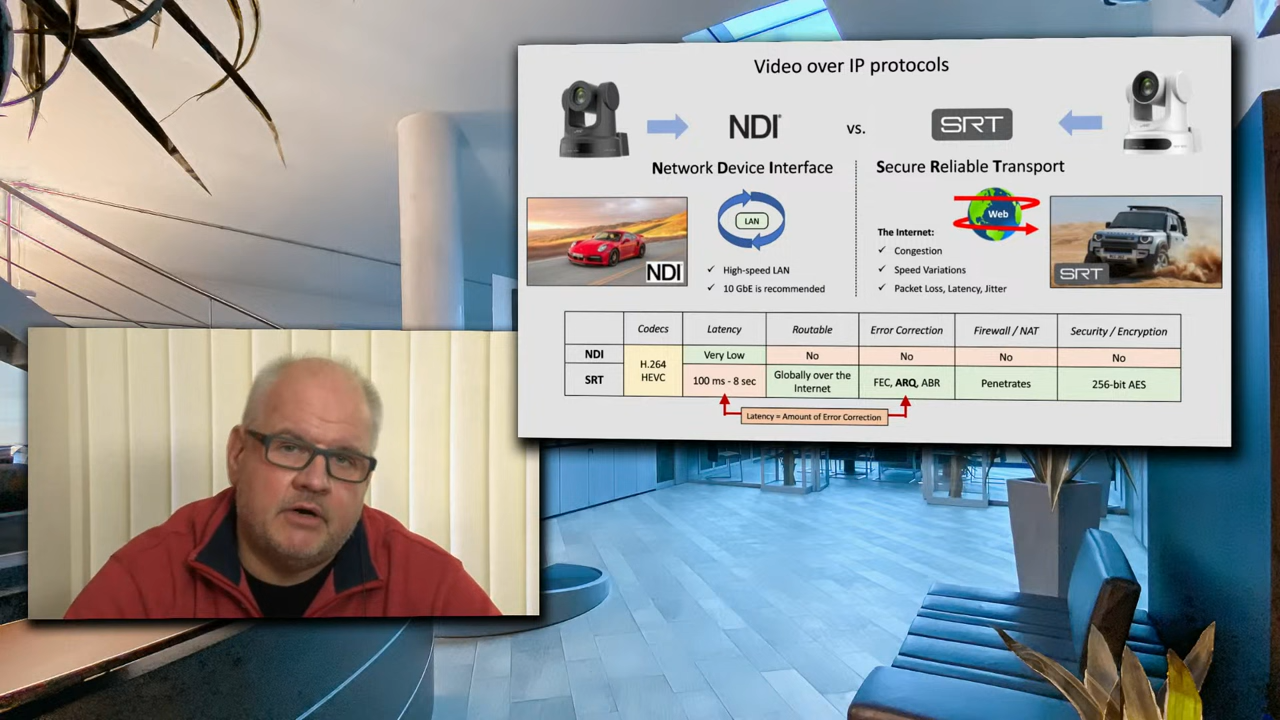 Video over IP protocols
NDI
vs.
SRT
Network Device Interface
Secure Reliable Transport
LAN
High-speed LAN
10 GbE is recommended
NDI
Web
The Internet:
Congestion
Speed Variations
Packet Loss, Latency, Jitter
SRT
Codecs Latency Routable Error Correction Firewall / NAT Security / Encryption
NDI Very Low No No No No
H.264
HEVC
SRT 100 ms - 8 sec Globally over the
Internet FEC, ARQ, ABR Penetrates 256-bit AES
Latency = Amount of Error Correction